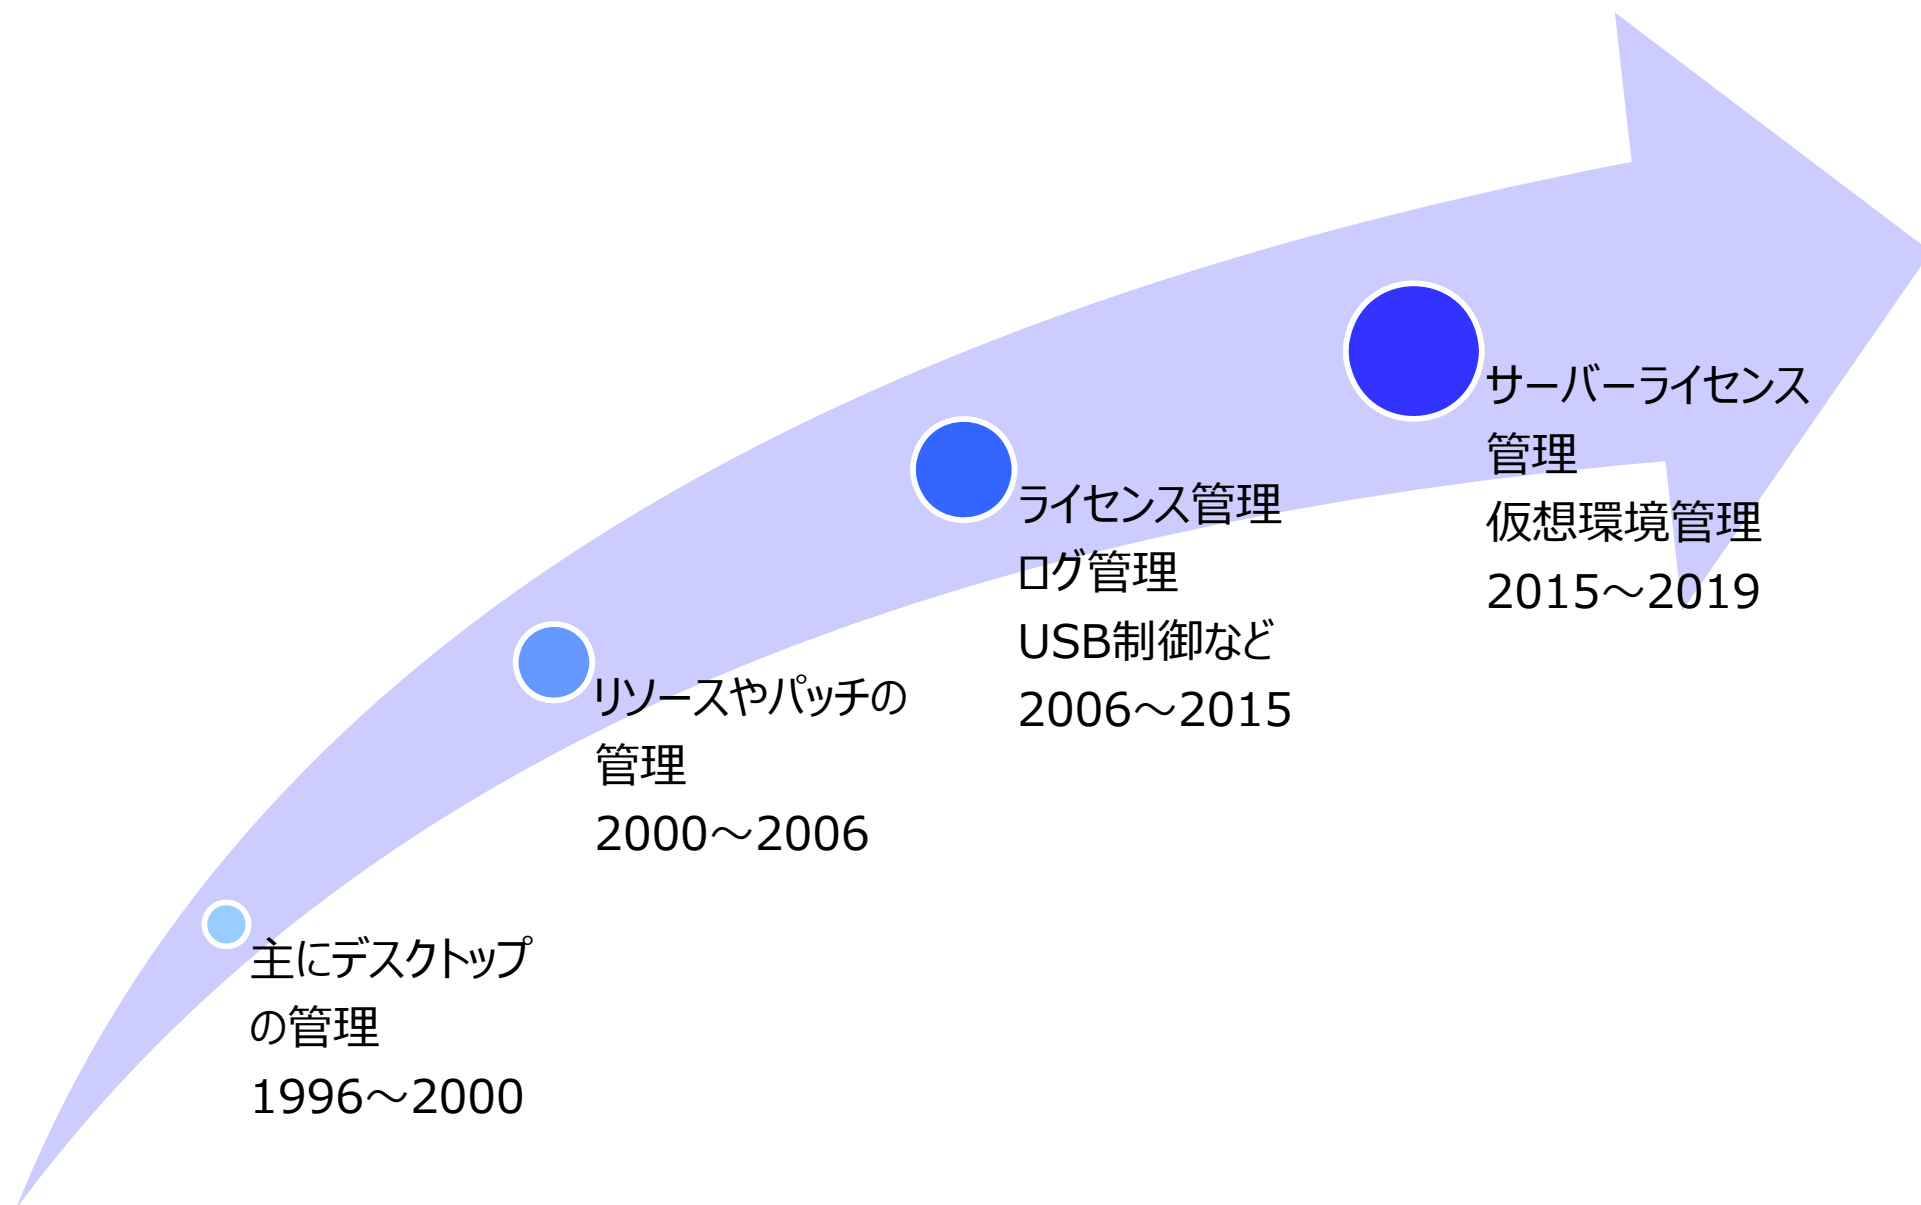 主にデスクトップ
の管理
1996～2000
リソースやパッチの
管理
2000～2006
ライセンス管理
ログ管理
USB制御など
2006～2015
サーバーライセンス
管理
仮想環境管理
2015～2019